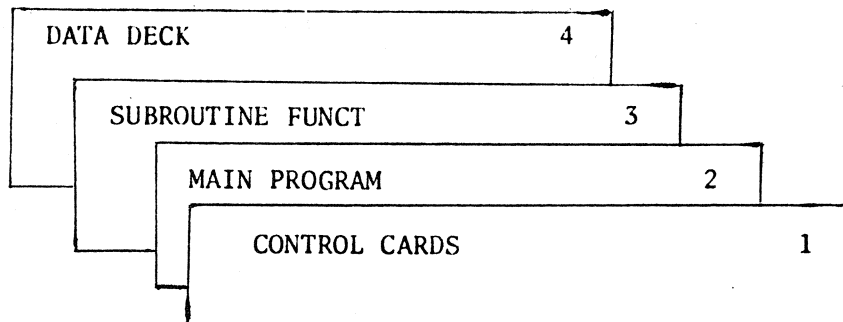 DATA DECK 4
SUBROUTINE FUNCT 3
MAIN PROGRAM 2
CONTROL CARDS 1